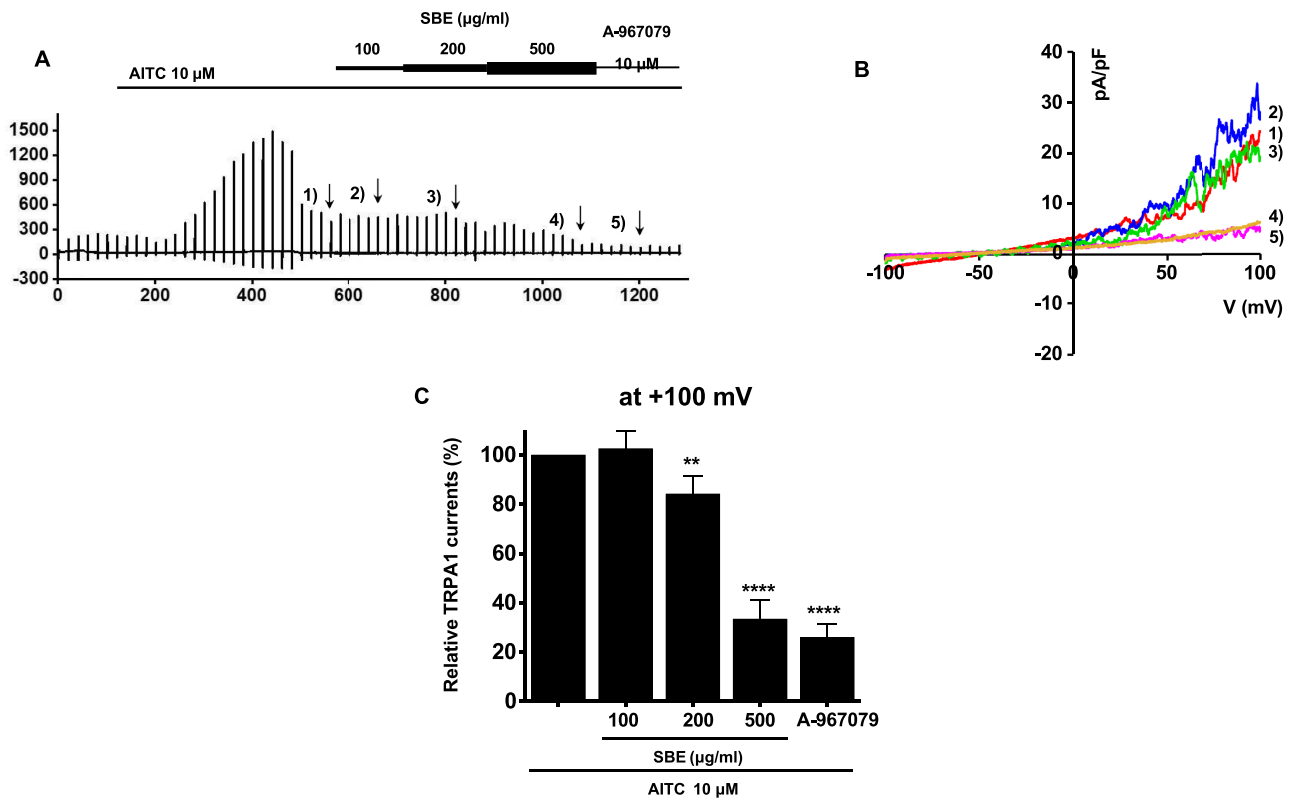 A
SBE (µg/ml)
A-967079
100 200 500 10 µM
AITC 10 µM
1500
1200
900
600
300
0
-300
1) 2) 3) 4) 5)
0 200 400 600 800 1000 1200
B
pA/pF
40
30
20
10
0
-10
-20
-100 -50 0 50 100
V (mV)
2)
1)
3)
4)
5)
C
at +100 mV
Relative TRPA1 currents (%)
100
80
60
40
20
0
**
****
****
100 200 500 A-967079
SBE (µg/ml)
AITC 10 µM